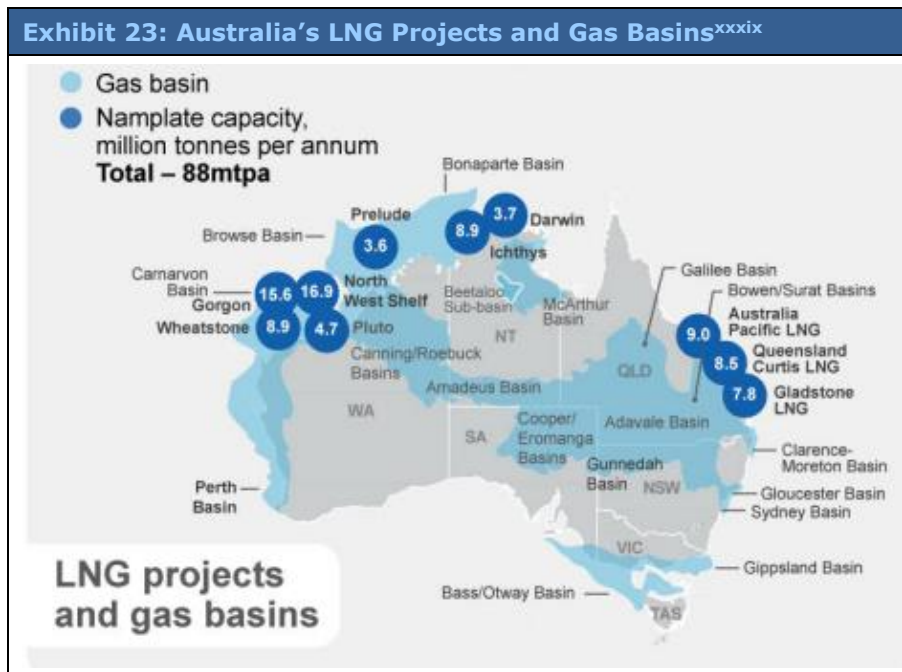 Exhibit 23: Australia's LNG Projects and Gas Basinsxxxix
Gas basin
Namplate capacity,
million tonnes per annum
Total – 88mtpa
Bonaparte Basin
Prelude
3.7
Darwin
Browse Basin
3.6
8.9
Ichthys
Carnarvon
Basin
Gorgon
15.6
16.9
North
West Shelf
Beetaloo
Sub-basin
McArthur
Basin
Galilee Basin
Bowen/Surat Basins
Wheatstone
8.9
4.7
Pluto
NT
9.0
Australia
Pacific LNG
Canning/Roebuck
Basins
8.5
Queensland
Curtis LNG
QLD
Amadeus Basin
7.8
Gladstone
LNG
WA
SA
Cooper/
Eromanga
Basins
Adavale Basin
Clarence-
Moreton Basin
Gunnedah
Basin
NSW
Perth
Basin
Gloucester Basin
Sydney Basin
VIC
Gippsland Basin
LNG projects
and gas basins
Bass/Otway Basin
TAS